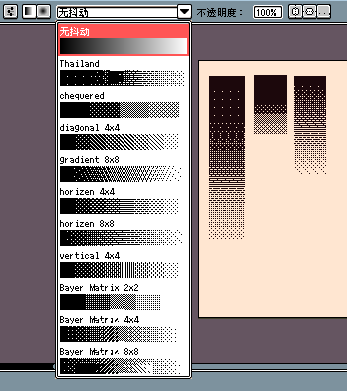 无抖动 不透明度： 100%
无抖动
Thailand
chequered
diagonal 4x4
gradient 8x8
horizen 4x4
horizen 8x8
vertical 4x4
Bayer Matrix 2x2
Bayer Matrix 4x4
Bayer Matrix 8x8